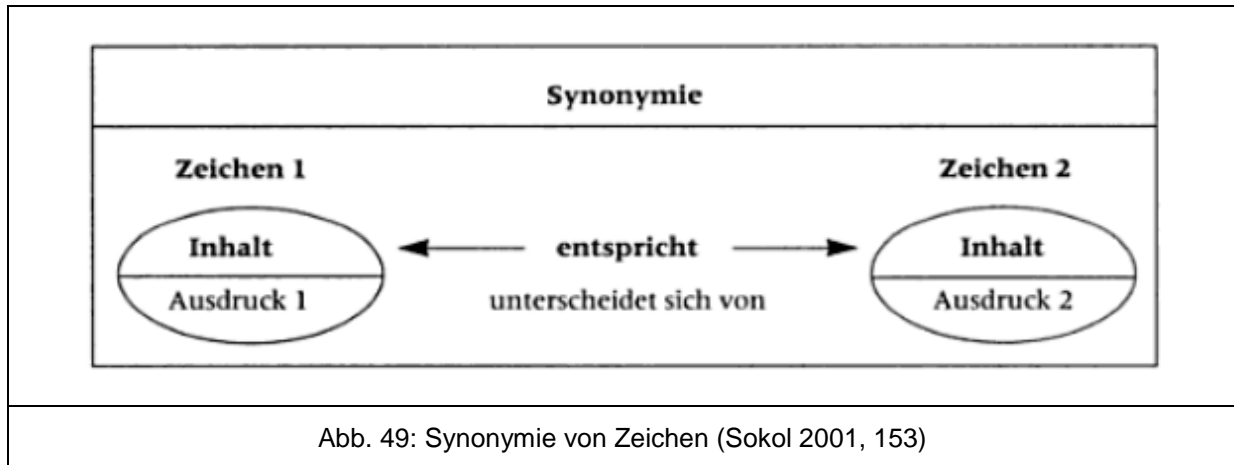 Synonymie
Zeichen 1 Zeichen 2
Inhalt entspricht Inhalt
Ausdruck 1 unterscheidet sich von Ausdruck 2
Abb. 49: Synonymie von Zeichen (Sokol 2001, 153)